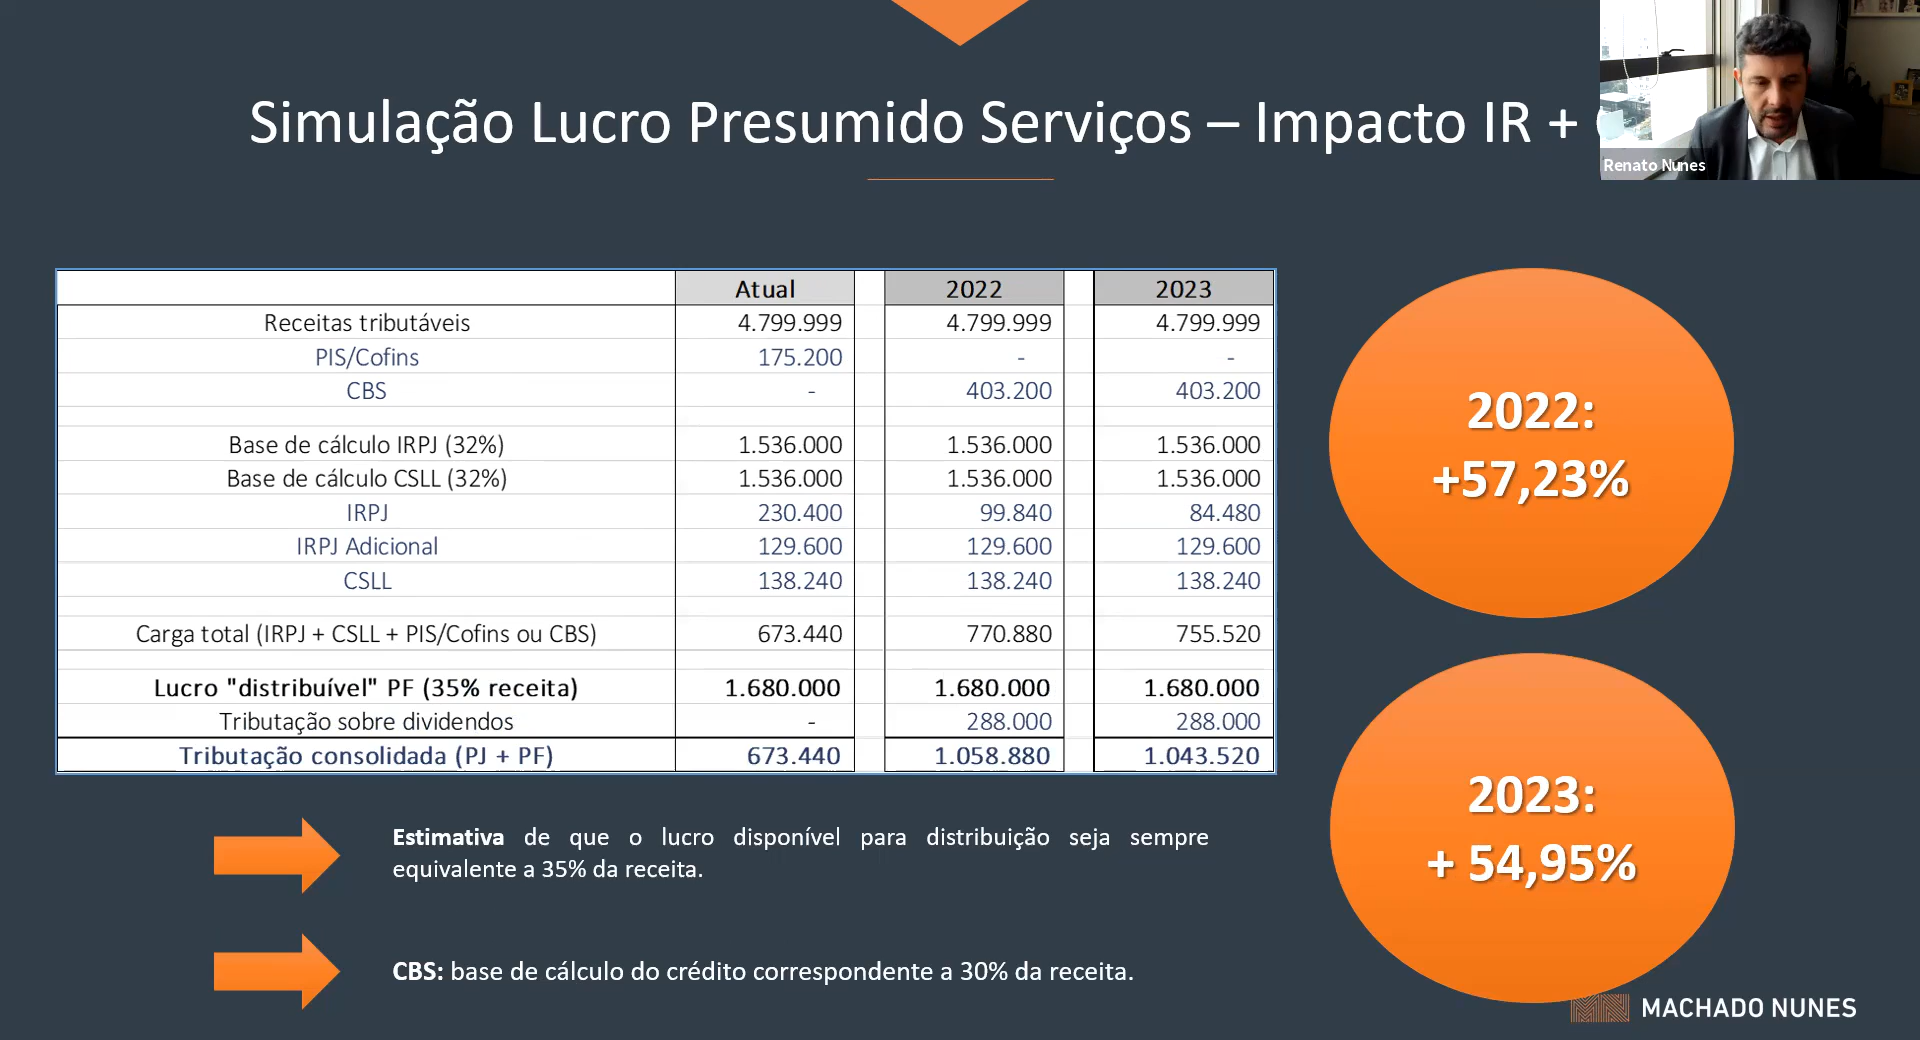 Simulação Lucro Presumido Serviços – Impacto IR +
Renato Nunes
Atual 2022 2023
Receitas tributáveis 4.799.999 4.799.999 4.799.999
PIS/Cofins 175.200 - -
CBS - 403.200 403.200
Base de cálculo IRPJ (32%) 1.536.000 1.536.000 1.536.000
Base de cálculo CSLL (32%) 1.536.000 1.536.000 1.536.000
IRPJ 230.400 99.840 84.480
IRPJ Adicional 129.600 129.600 129.600
CSLL 138.240 138.240 138.240
Carga total (IRPJ + CSLL + PIS/Cofins ou CBS) 673.440 770.880 755.520
Lucro "distribuível" PF (35% receita) 1.680.000 1.680.000 1.680.000
Tributação sobre dividendos - 288.000 288.000
Tributação consolidada (PJ + PF) 673.440 1.058.880 1.043.520
2022:
+57,23%
2023:
+ 54,95%
Estimativa de que o lucro disponível para distribuição seja sempre
equivalente a 35% da receita.
CBS: base de cálculo do crédito correspondente a 30% da receita.
MACHADO NUNES